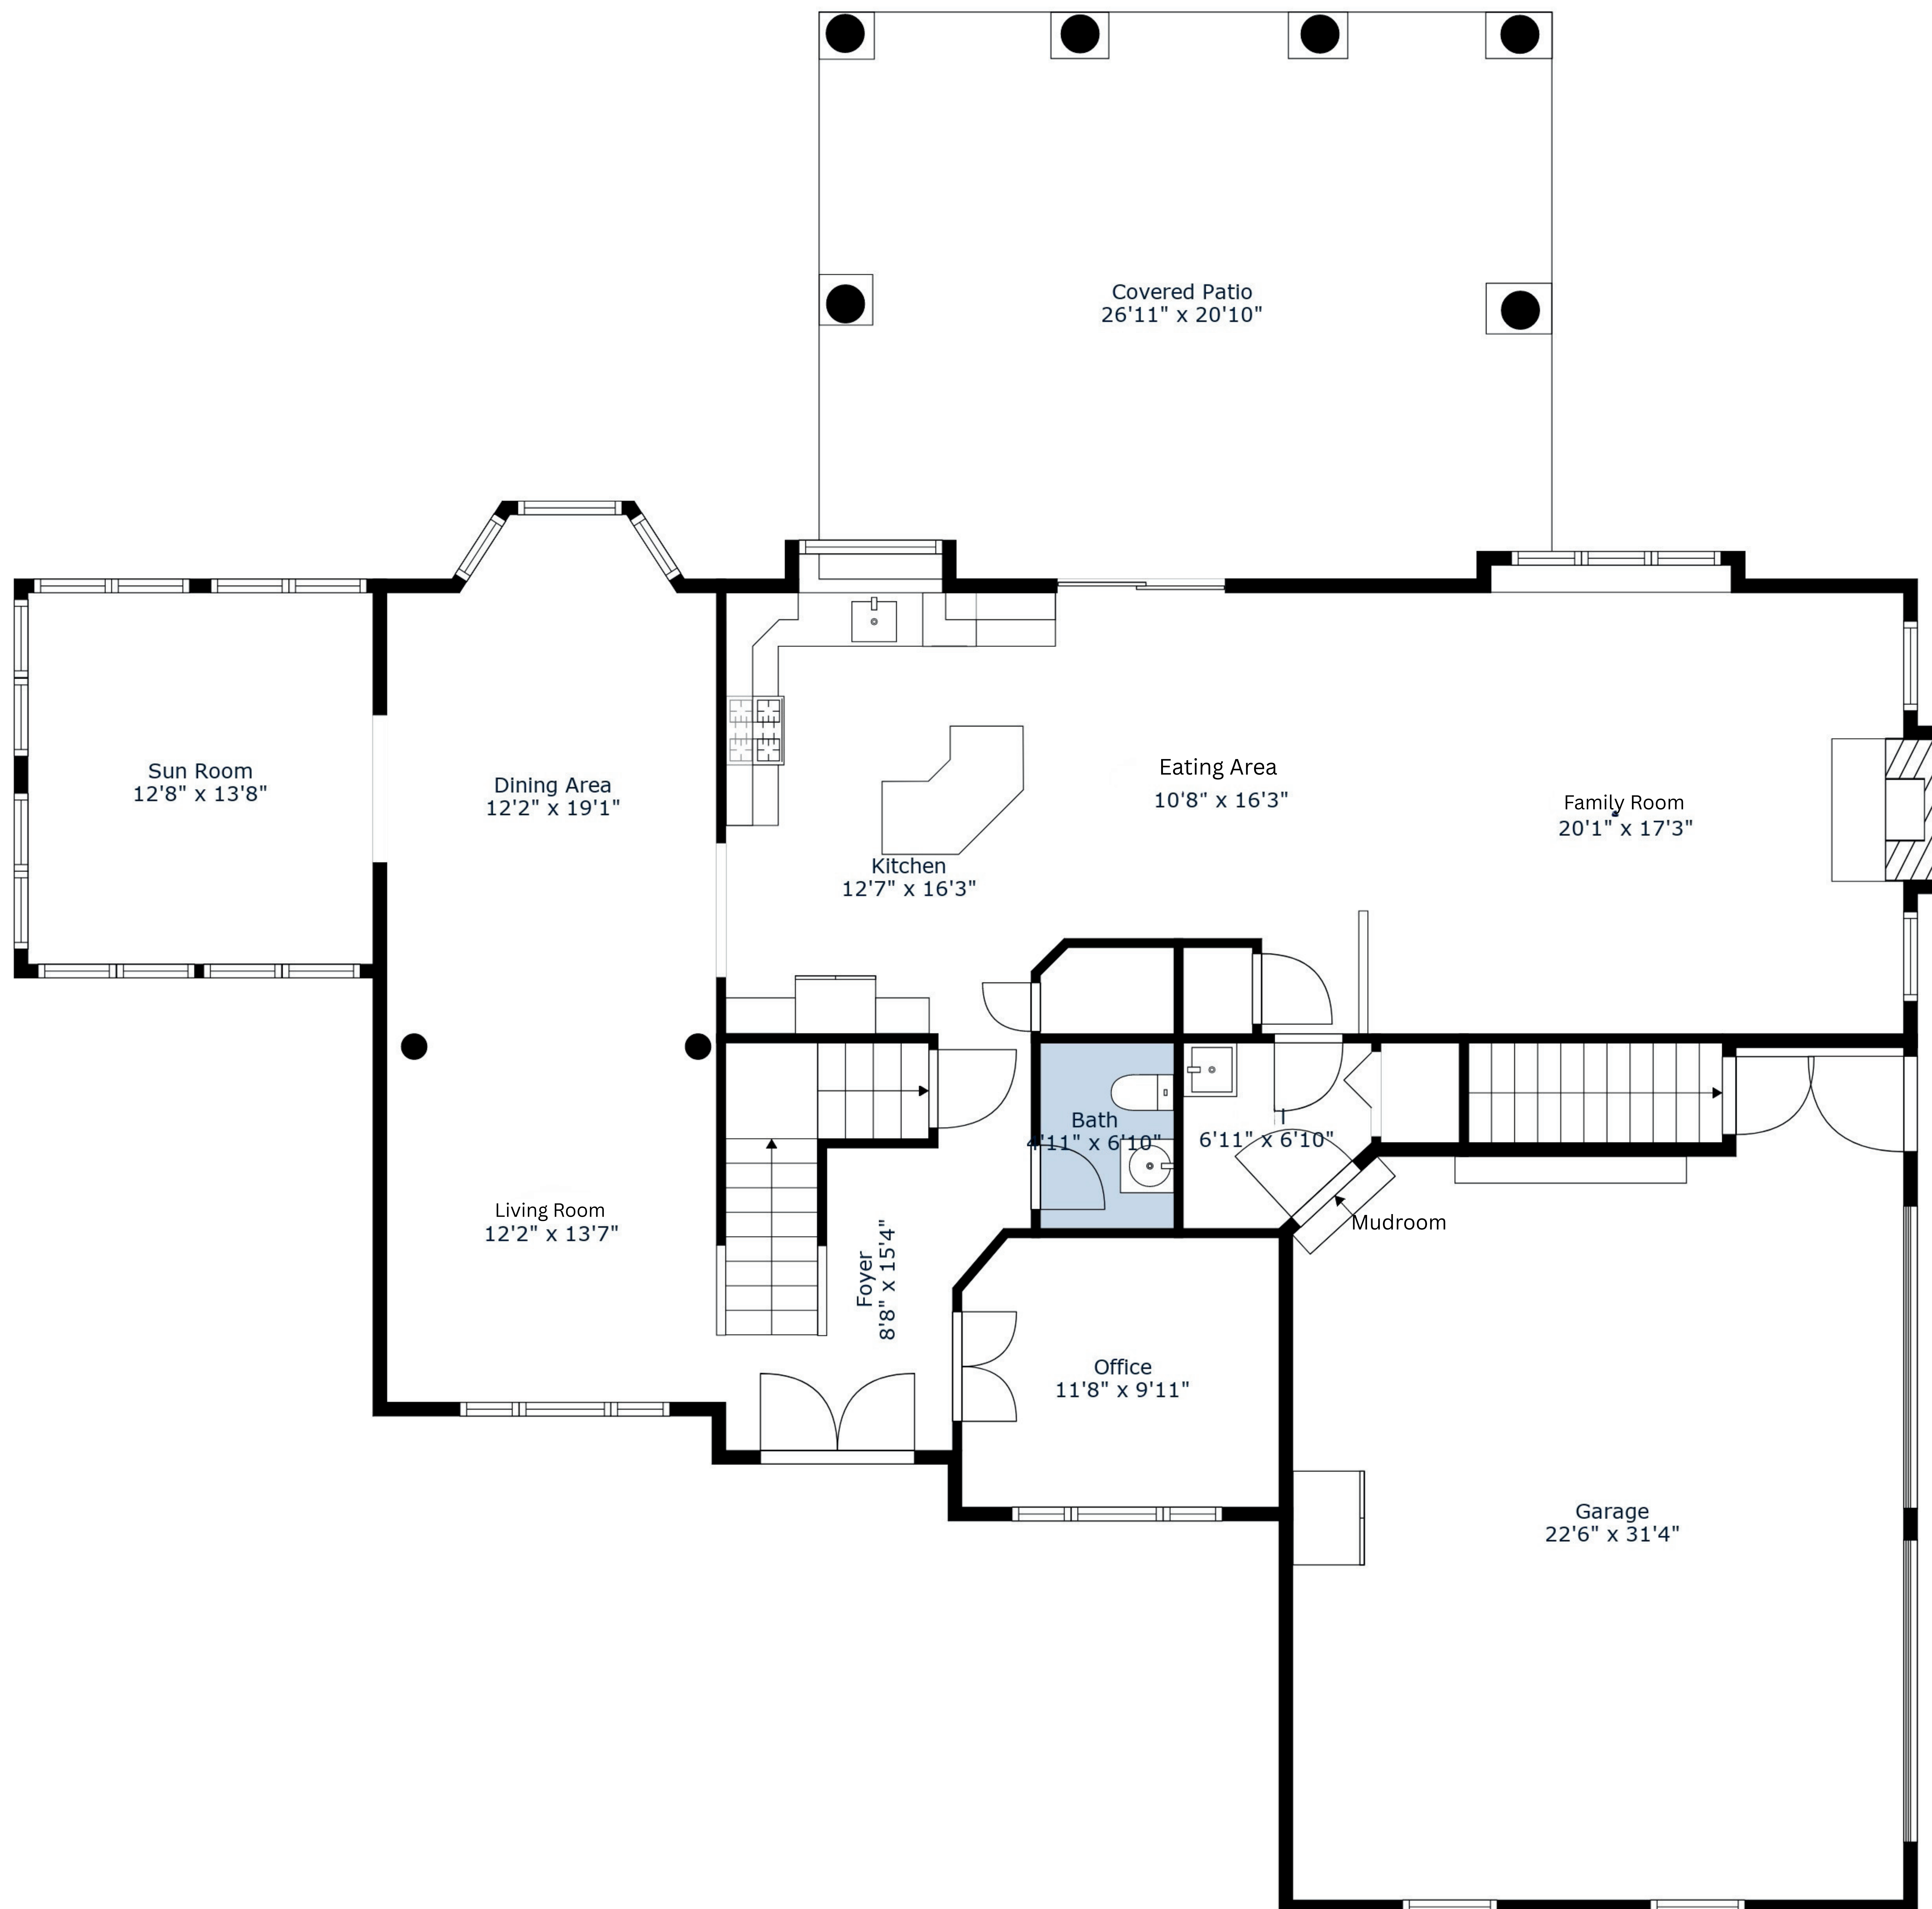 Covered Patio
26'11" x 20'10"
Sun Room
12'8" x 13'8"
Dining Area
12'2" x 19'1"
Eating Area
10'8" x 16'3"
Family Room
20'1" x 17'3"
Kitchen
12'7" x 16'3"
Bath
4'11" x 6'10"
6'11" x 6'10"
Mudroom
Living Room
12'2" x 13'7"
Foyer
8'8" x 15'4"
Office
11'8" x 9'11"
Garage
22'6" x 31'4"